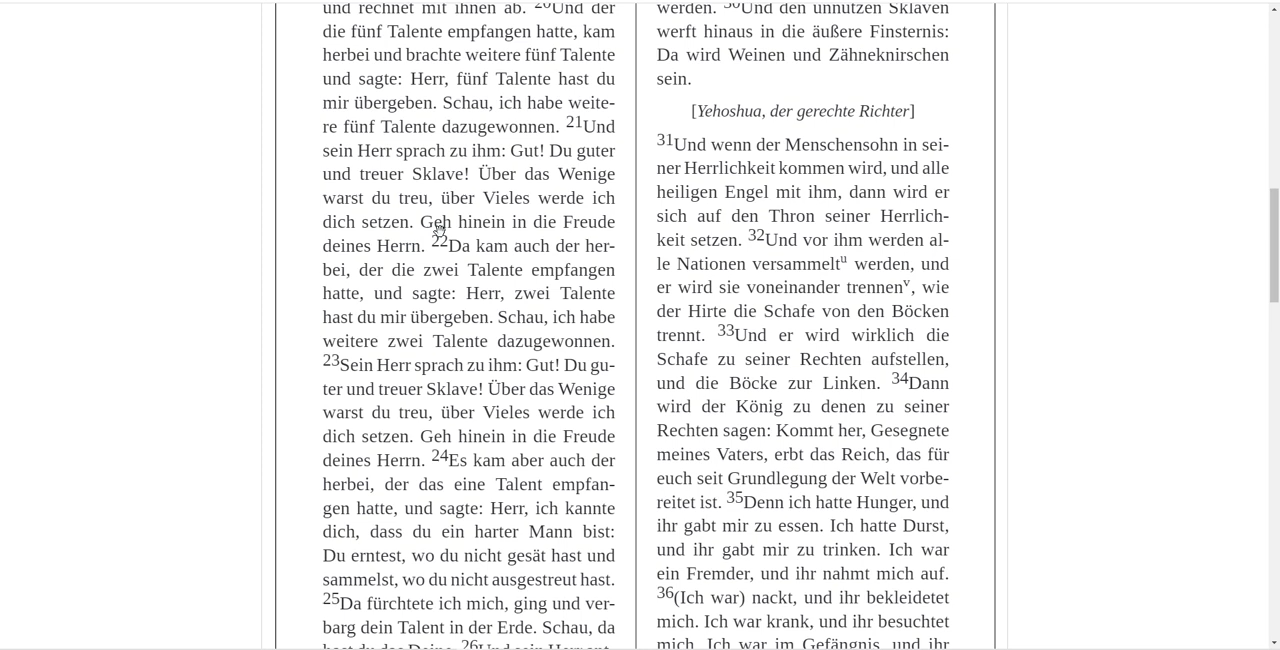 und rechnet mit ihnen ab. 20Und der
die fünf Talente empfangen hatte, kam
herbei und brachte weitere fünf Talente
und sagte: Herr, fünf Talente hast du
mir übergeben. Schau, ich habe weite-
re fünf Talente dazugewonnen. 21Und
sein Herr sprach zu ihm: Gut! Du guter
und treuer Sklave! Über das Wenige
warst du treu, über Vieles werde ich
dich setzen. Geh hinein in die Freude
deines Herrn. 22Da kam auch der her-
bei, der die zwei Talente empfangen
hatte, und sagte: Herr, zwei Talente
hast du mir übergeben. Schau, ich habe
weitere zwei Talente dazugewonnen.
23Sein Herr sprach zu ihm: Gut! Du gu-
ter und treuer Sklave! Über das Wenige
warst du treu, über Vieles werde ich
dich setzen. Geh hinein in die Freude
deines Herrn. 24Es kam aber auch der
herbei, der das eine Talent empfan-
gen hatte, und sagte: Herr, ich kannte
dich, dass du ein harter Mann bist:
Du erntest, wo du nicht gesät hast und
sammelst, wo du nicht ausgestreut hast.
25Da fürchtete ich mich, ging und ver-
barg dein Talent in der Erde. Schau, da
hast du das Deine. 26Und sein Herr ant-
werden. 30Und den unnützen Sklaven
werft hinaus in die äußere Finsternis:
Da wird Weinen und Zähneknirschen
sein.
[Yehoshua, der gerechte Richter]
31Und wenn der Menschensohn in sei-
ner Herrlichkeit kommen wird, und alle
heiligen Engel mit ihm, dann wird er
sich auf den Thron seiner Herrlich-
keit setzen. 32Und vor ihm werden al-
le Nationen versammeltu werden, und
er wird sie voneinander trennenv, wie
der Hirte die Schafe von den Böcken
trennt. 33Und er wird wirklich die
Schafe zu seiner Rechten aufstellen,
und die Böcke zur Linken. 34Dann
wird der König zu denen zu seiner
Rechten sagen: Kommt her, Gesegnete
meines Vaters, erbt das Reich, das für
euch seit Grundlegung der Welt vorbe-
reitet ist. 35Denn ich hatte Hunger, und
ihr gabt mir zu essen. Ich hatte Durst,
und ihr gabt mir zu trinken. Ich war
ein Fremder, und ihr nahmt mich auf.
36(Ich war) nackt, und ihr bekleidetet
mich. Ich war krank, und ihr besuchtet
mich. Ich war im Gefängnis, und ihr